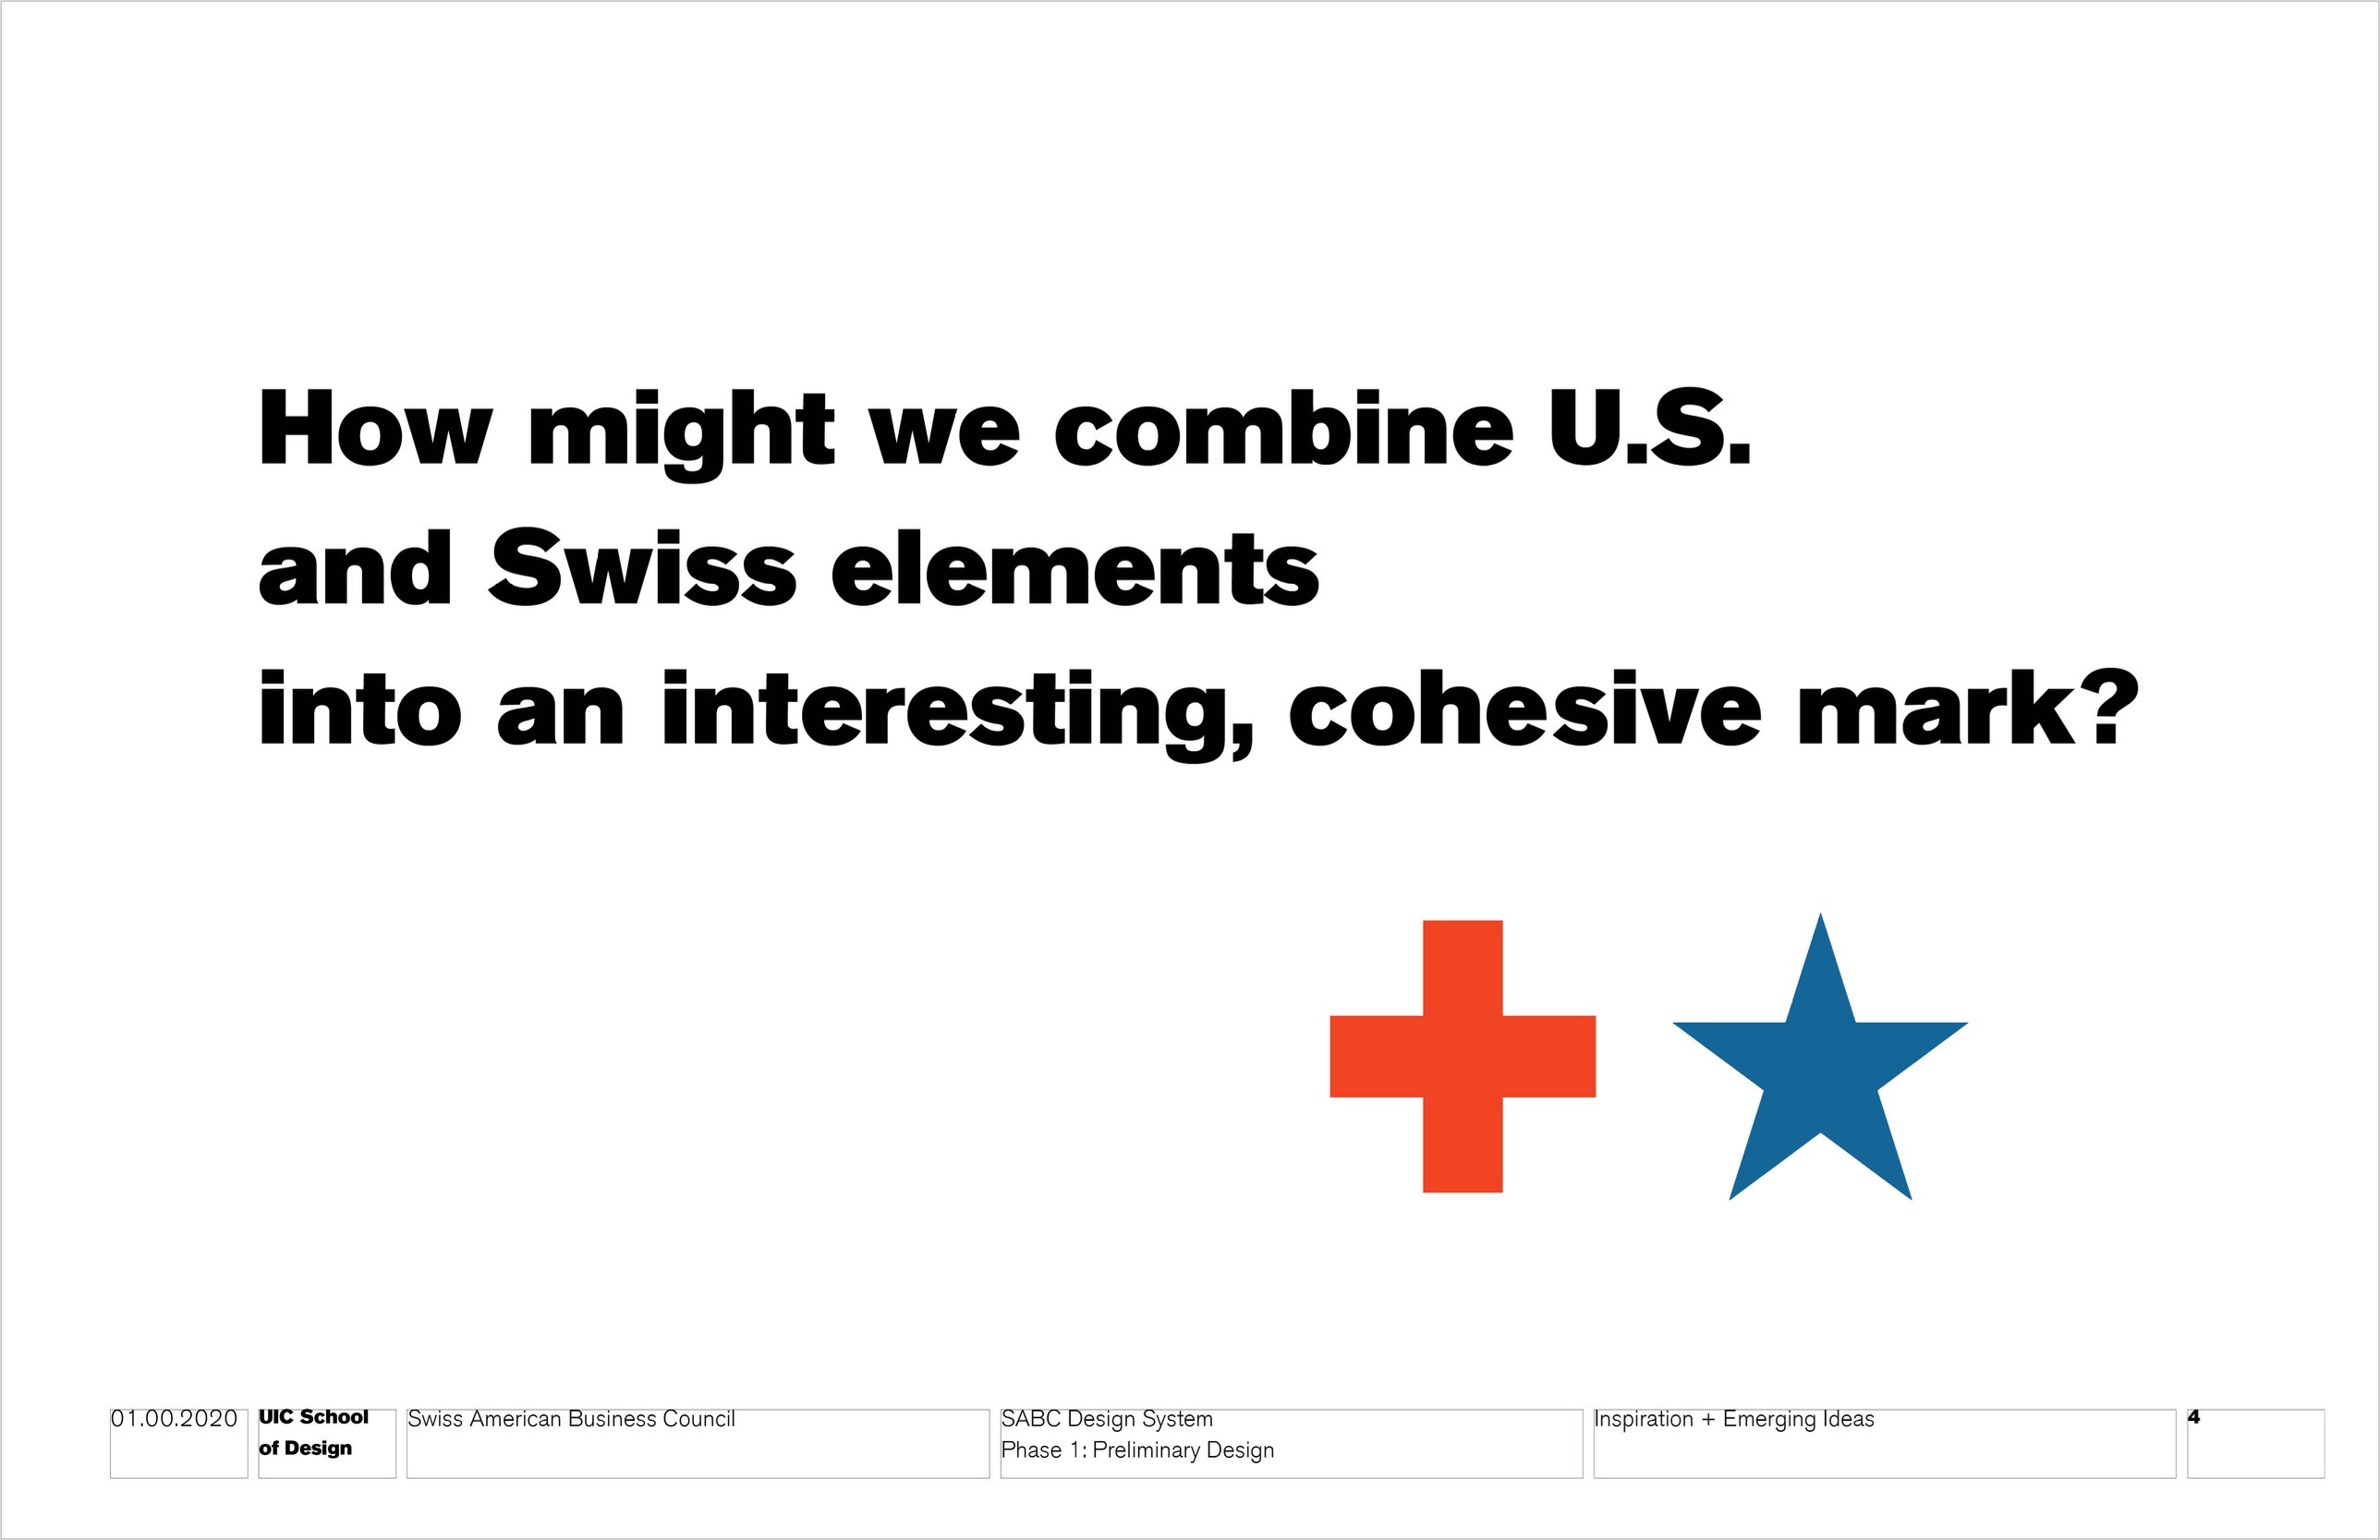 How might we combine U.S.
and Swiss elements
into an interesting, cohesive mark?
01.00.2020
UIC School
of Design
Swiss American Business Council
SABC Design System
Phase 1: Preliminary Design
Inspiration + Emerging Ideas
4